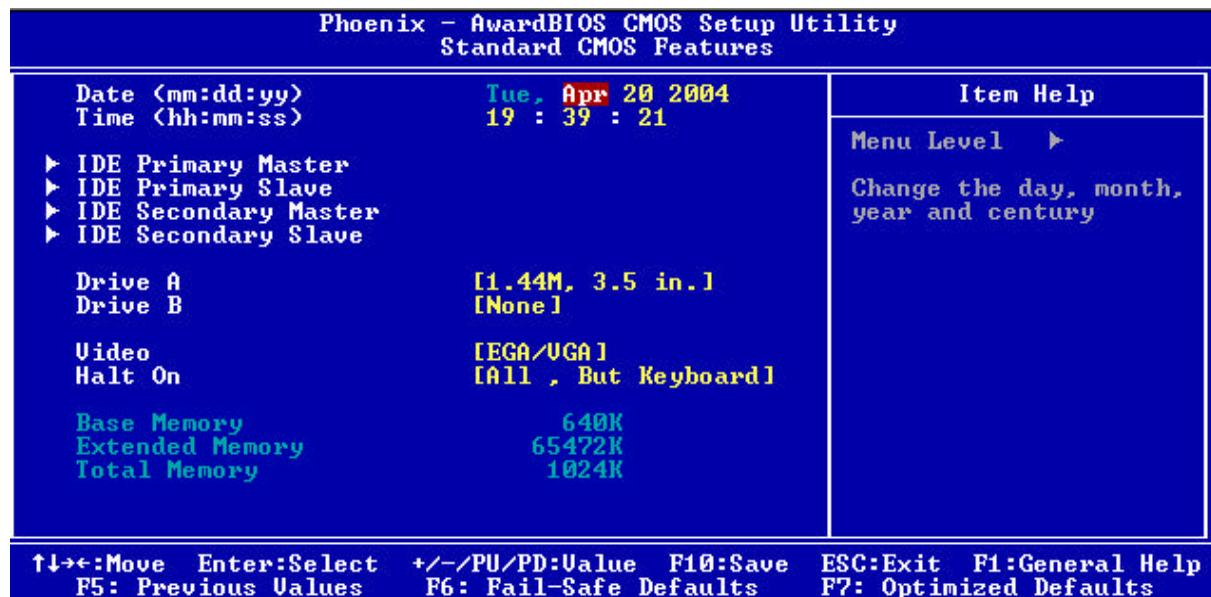 Phoenix - AwardBIOS CMOS Setup Utility
Standard CMOS Features
Date (mm:dd:yy) Tue, Apr 20 2004
Time (hh:mm:ss) 19 : 39 : 21
IDE Primary Master
IDE Primary Slave
IDE Secondary Master
IDE Secondary Slave
Drive A [1.44M, 3.5 in.]
Drive B [None]
Video [EGA/VGA]
Halt On [All , But Keyboard]
Base Memory 640K
Extended Memory 65472K
Total Memory 1024K
Item Help
Menu Level
Change the day, month,
year and century
↑↓→←:Move Enter:Select +/-/PU/PD:Value F10:Save ESC:Exit F1:General Help
F5: Previous Values F6: Fail-Safe Defaults F7: Optimized Defaults